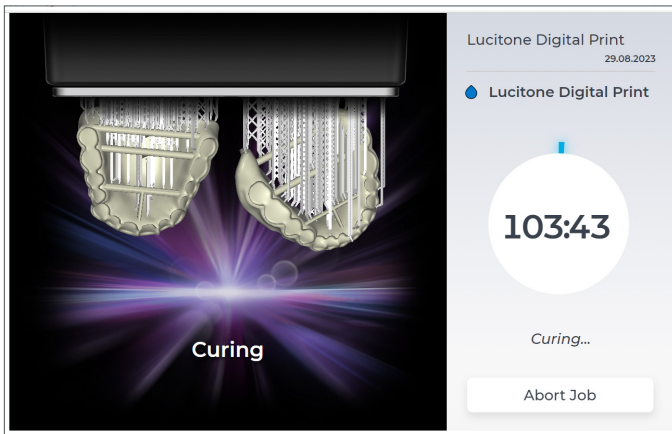 Curing
Lucitone Digital Print
29.08.2023
Lucitone Digital Print
103:43
Curing...
Abort Job